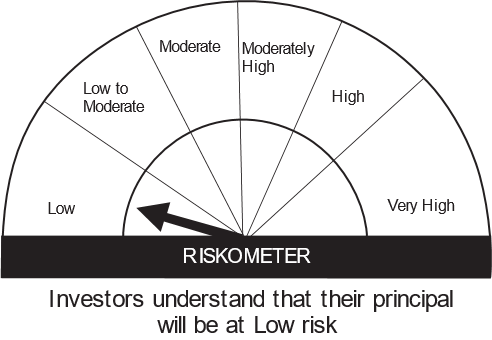 Moderate
Moderately
High
Low to
Moderate
High
Low
Very High
RISKOMETER
Investors understand that their principal
will be at Low risk